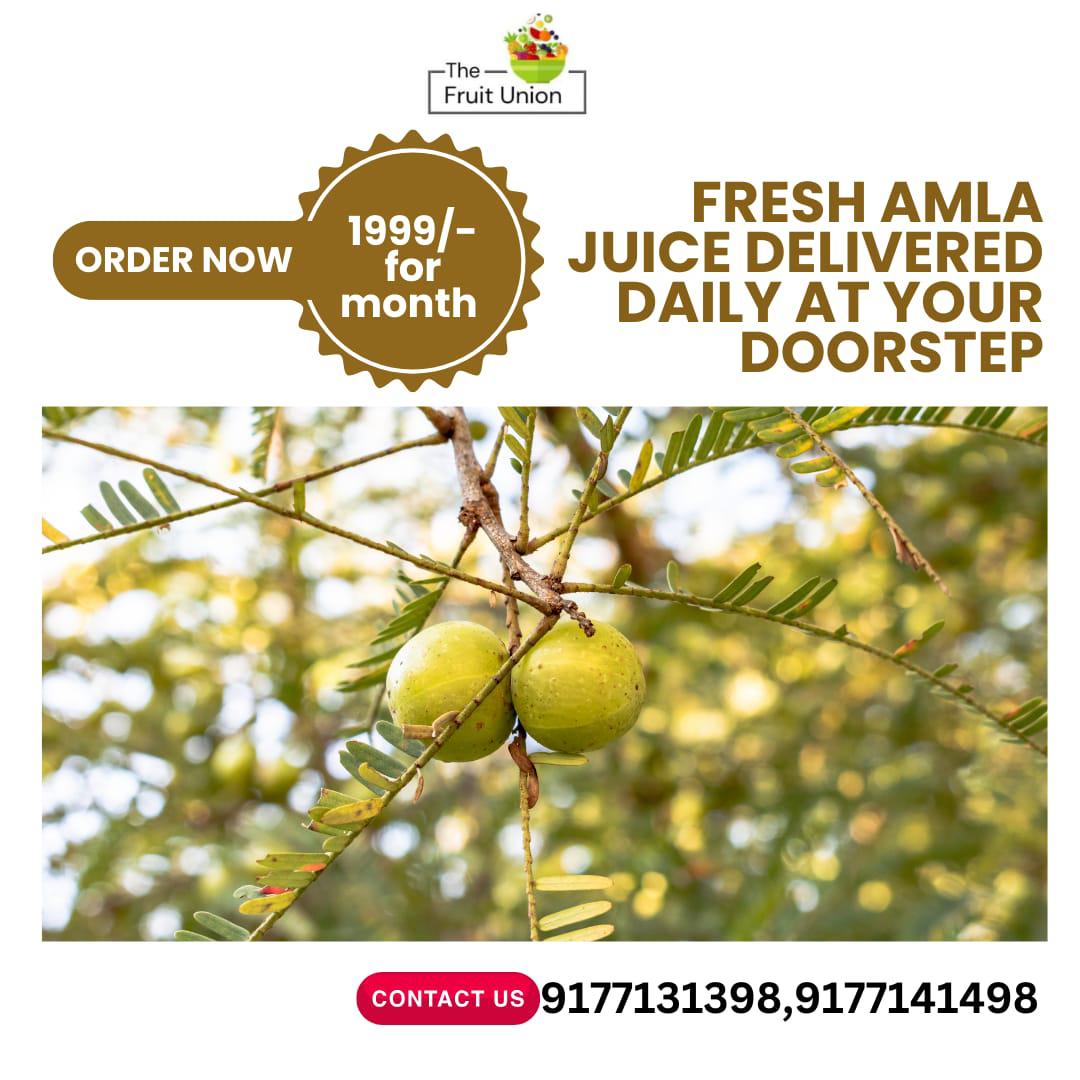 The
Fruit Union
ORDER NOW
1999/-
for
month
FRESH AMLA
JUICE DELIVERED
DAILY AT YOUR
DOORSTEP
CONTACT US 9177131398,9177141498